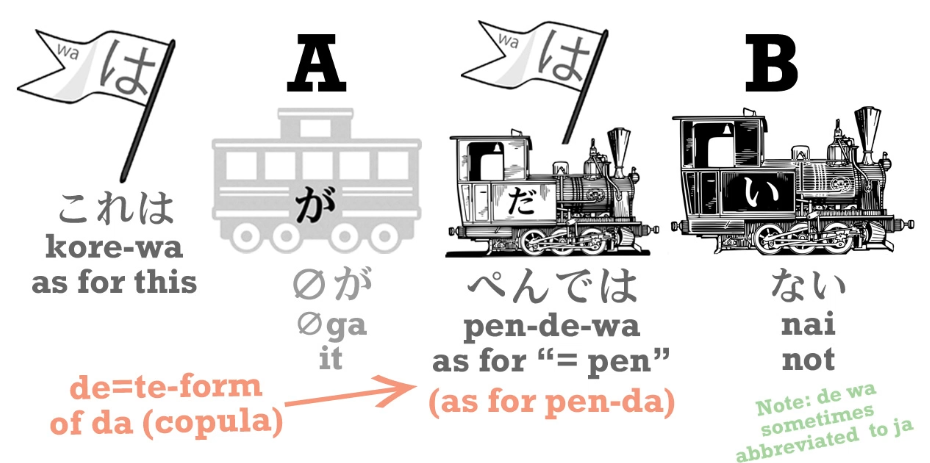 wa は
A
wa は
B
が
だ
い
これは
kore-wa
as for this
∅が
∅ga
it
ぺんでは
pen-de-wa
as for “= pen”
(as for pen-da)
ない
nai
not
de=te-form
of da (copula)
Note: de wa
sometimes
abbreviated to ja